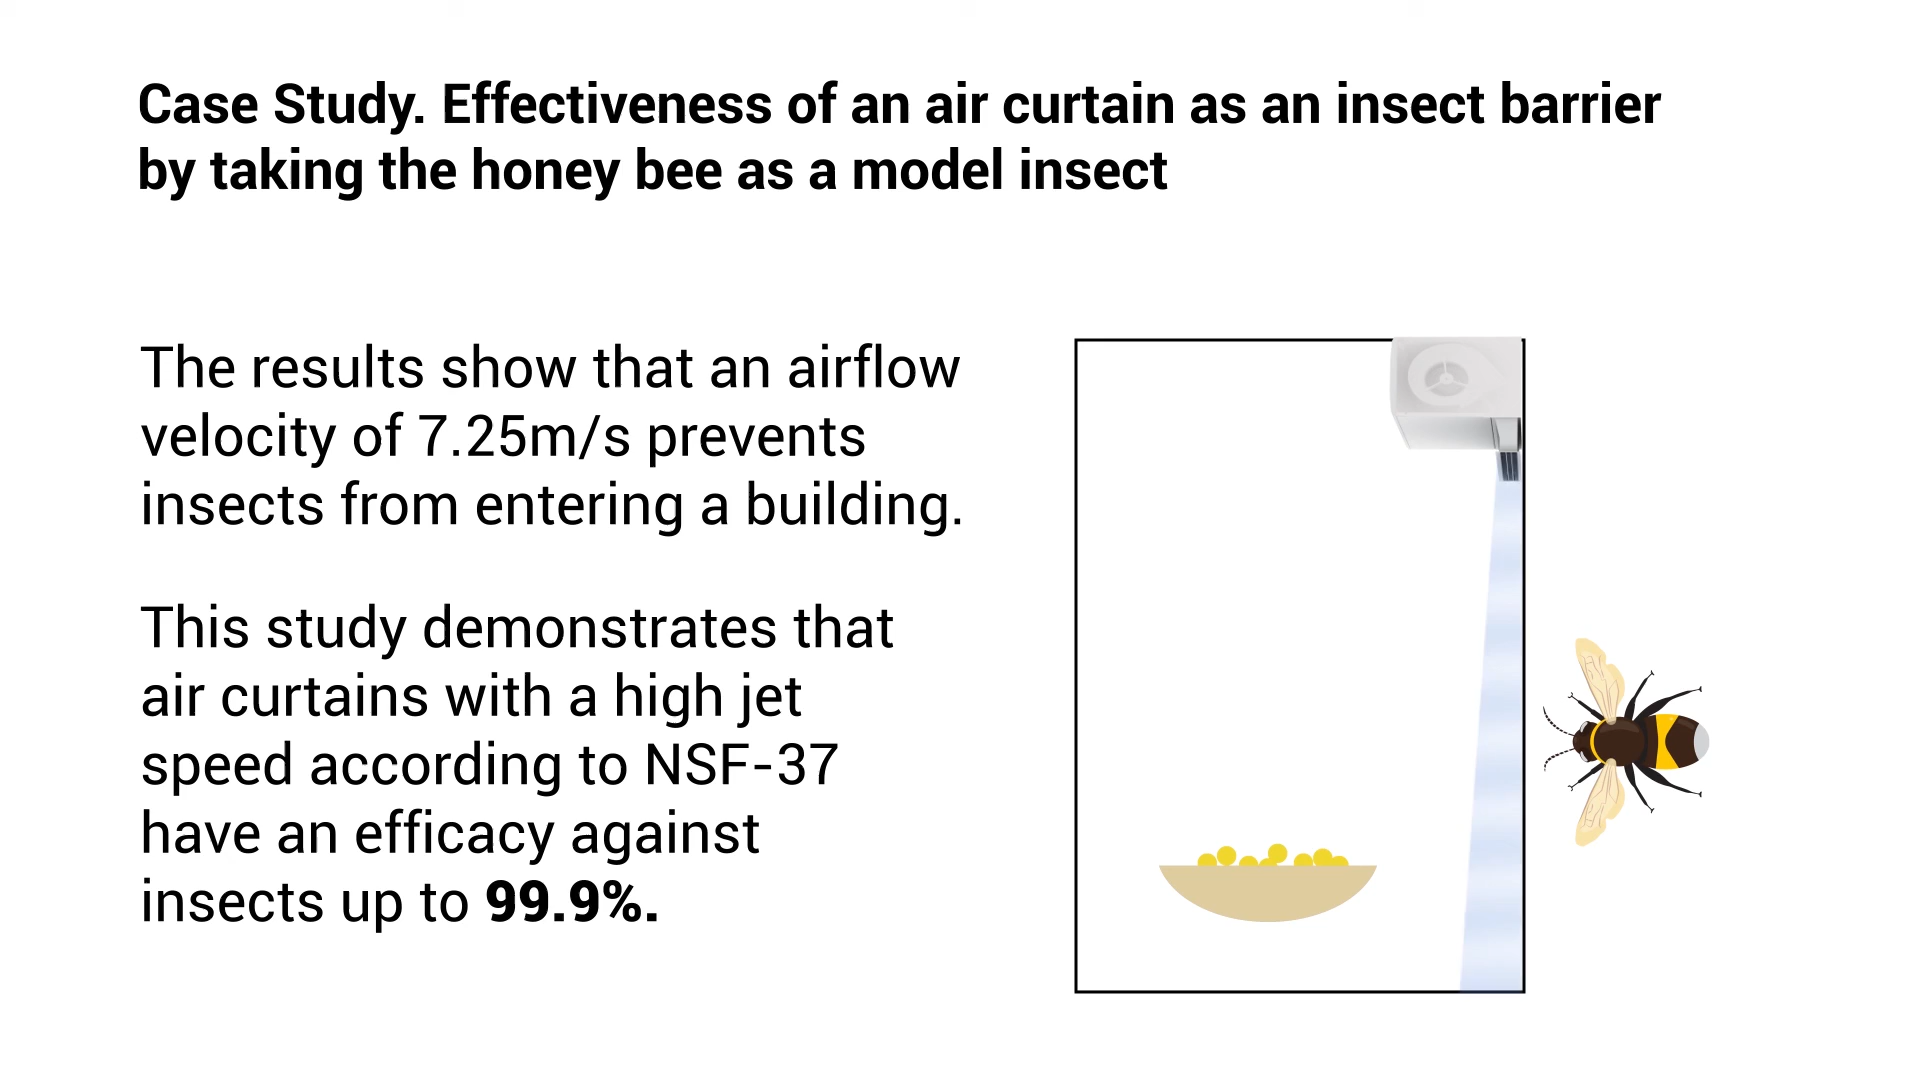 Case Study. Effectiveness of an air curtain as an insect barrier
by taking the honey bee as a model insect
The results show that an airflow
velocity of 7.25m/s prevents
insects from entering a building.
This study demonstrates that
air curtains with a high jet
speed according to NSF-37
have an efficacy against
insects up to 99.9%.